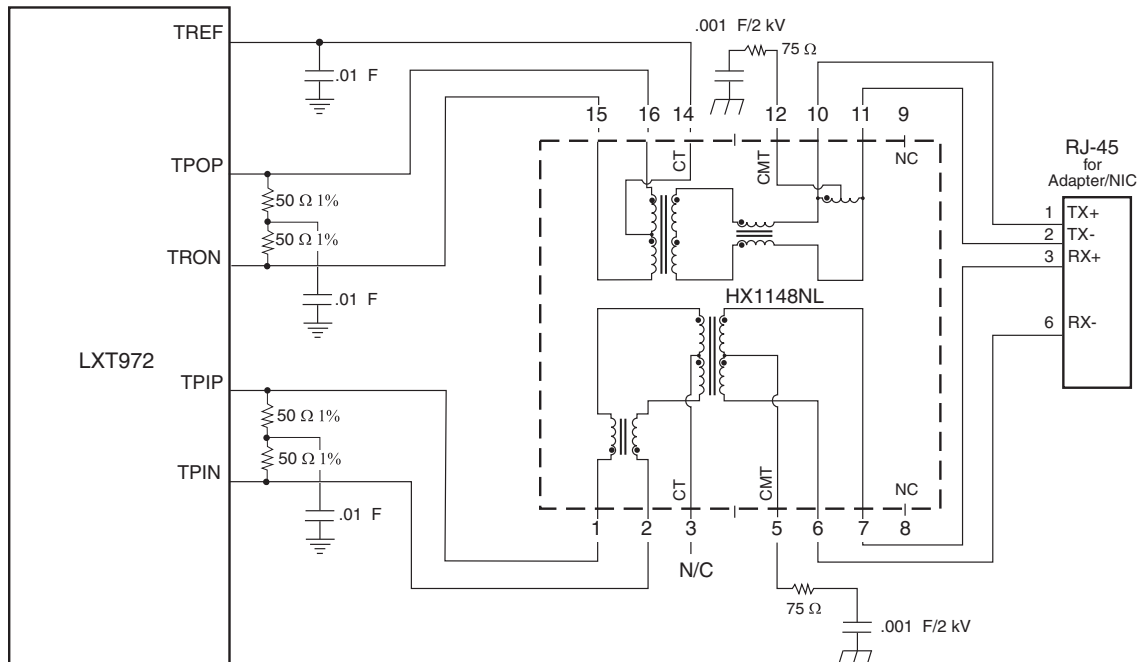 TREF
.01 F
TPOP
50 Ω 1%
50 Ω 1%
TRON
.01 F
LXT972
TPIP
50 Ω 1%
50 Ω 1%
TPIN
.01 F
.001 F/2 kV
75 Ω
15 16 14 12 10 11 9
CT
CMT
NC
HX1148NL
CT
CMT
NC
1 2 3 5 6 7 8
N/C
75 Ω
.001 F/2 kV
RJ-45
for
Adapter/NIC
1 TX+
2 TX-
3 RX+
6 RX-